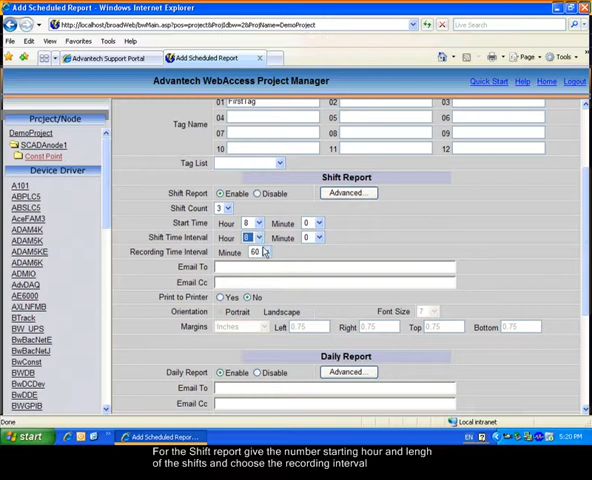 Add Scheduled Report - Windows Internet Explorer
http://localhost/broadWeb/bwMain.asp?pos=project&ProjIdbw=2&ProjName=DemoProject
File Edit View Favorites Tools Help
Advantech Support Portal
Add Scheduled Report
Page
Tools
Advantech WebAccess Project Manager
Quick Start Help Home Logout
Project/Node
DemoProject
SCADAnode1
Const Point
Device Driver
A101
ABPLC5
ABSLC5
AceFAM3
ADAM4K
ADAM5K
ADAM5KE
ADAM6K
ADMIO
AdvDAQ
AE6000
AXLNFMB
BTrack
BW_UPS
BwBacNetE
BwBacNetJ
BwConst
BWDB
BwDCDev
BwDDE
BWGPIB
Tag Name
01 FirstTag 02 03
04 05 06
07 08 09
10 11 12
Tag List
Shift Report
Shift Report Enable Disable Advanced...
Shift Count 3
Start Time Hour 8 Minute 0
Shift Time Interval Hour 8 Minute 0
Recording Time Interval Minute 60
Email To
Email Cc
Print to Printer Yes No
Orientation Portrait Landscape Font Size 7
Margins Inches Left 0.75 Right 0.75 Top 0.75 Bottom 0.75
Daily Report
Daily Report Enable Disable Advanced...
Email To
Email Cc
Done
Local intranet
start
Add Scheduled Repor...
EN
5:20 PM
For the Shift report give the number starting hour and lengh
of the shifts and choose the recording interval